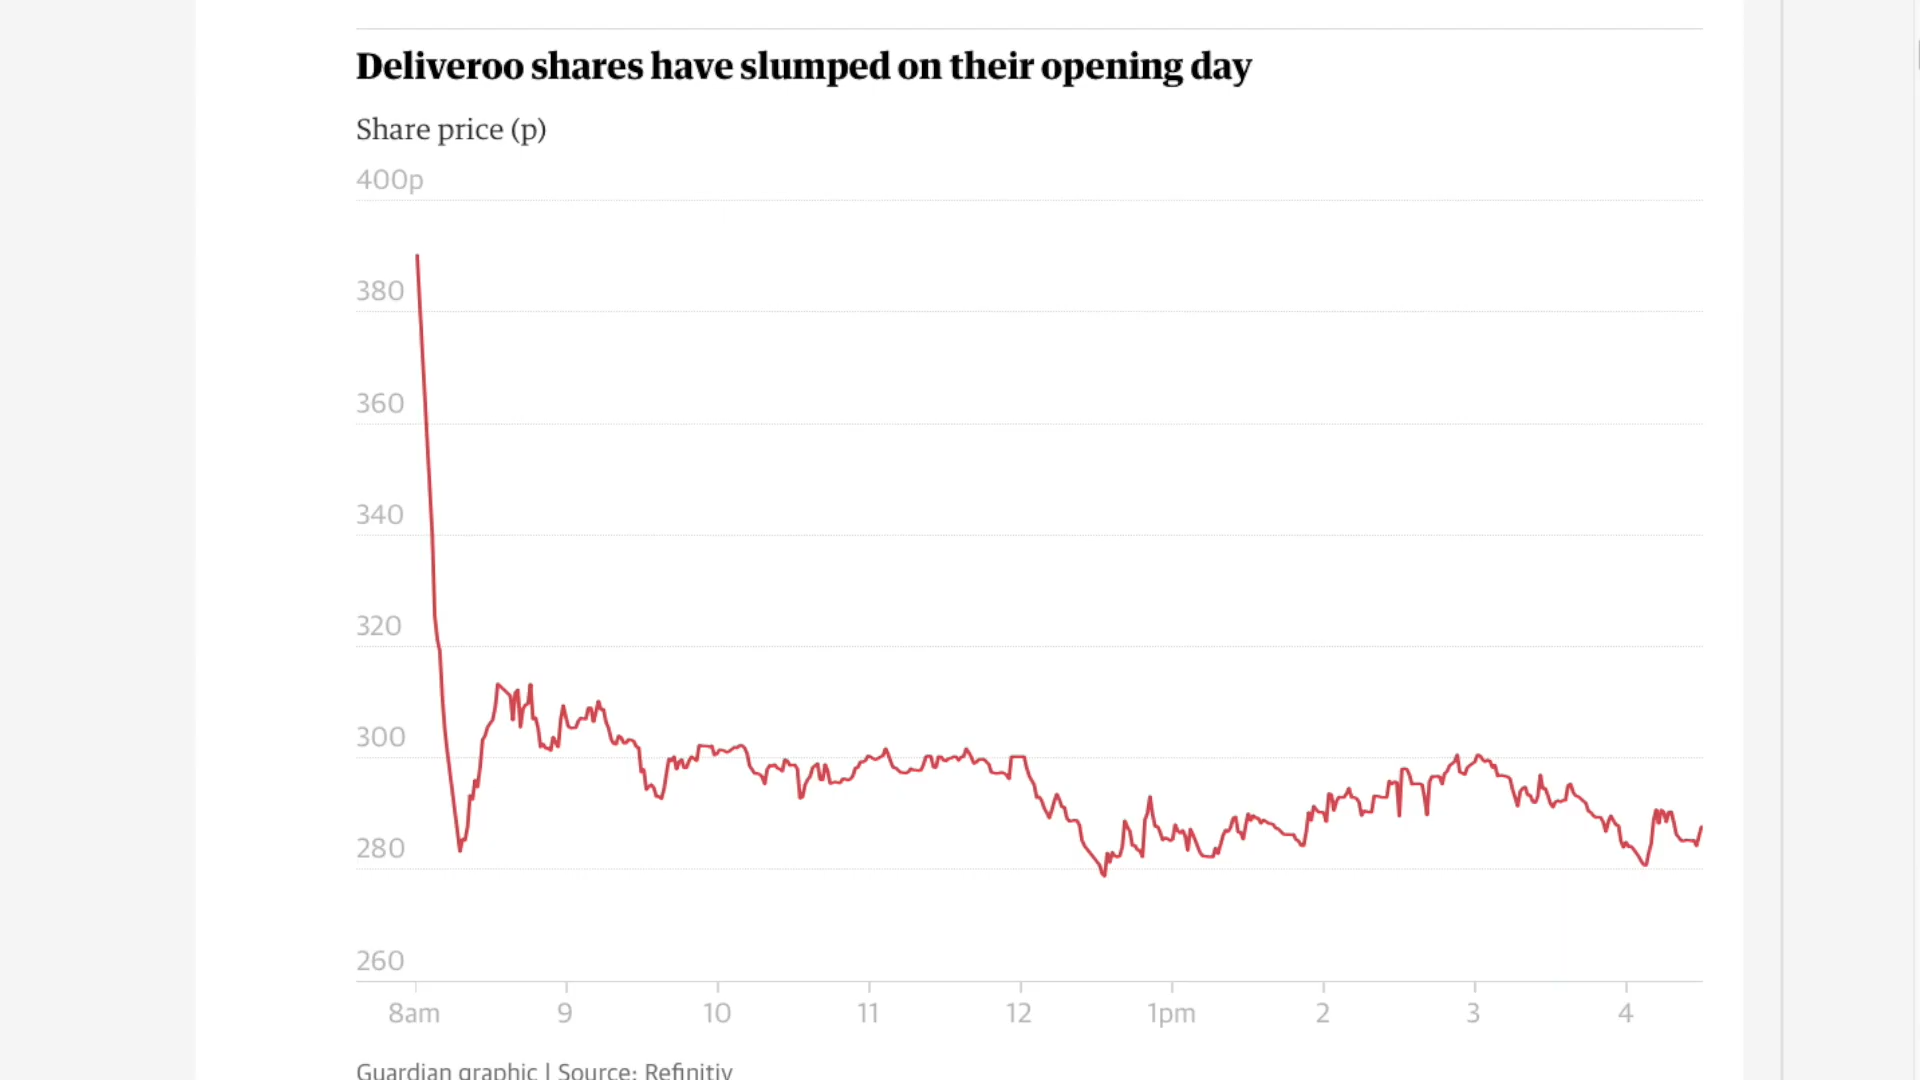 Deliveroo shares have slumped on their opening day
Share price (p)
400p
380
360
340
320
300
280
260
8am 9 10 11 12 1pm 2 3 4
Guardian graphic | Source: Refinitiv